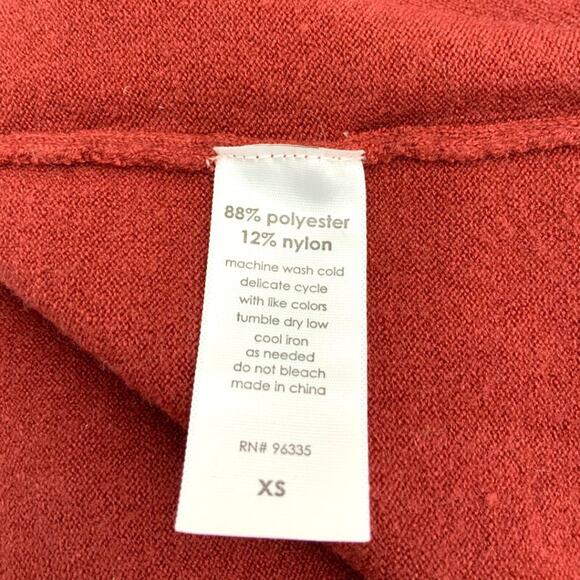 88% polyester
12% nylon
machine wash cold
delicate cycle
with like colors
tumble dry low
cool iron
as needed
do not bleach
made in china
RN# 96335
XS